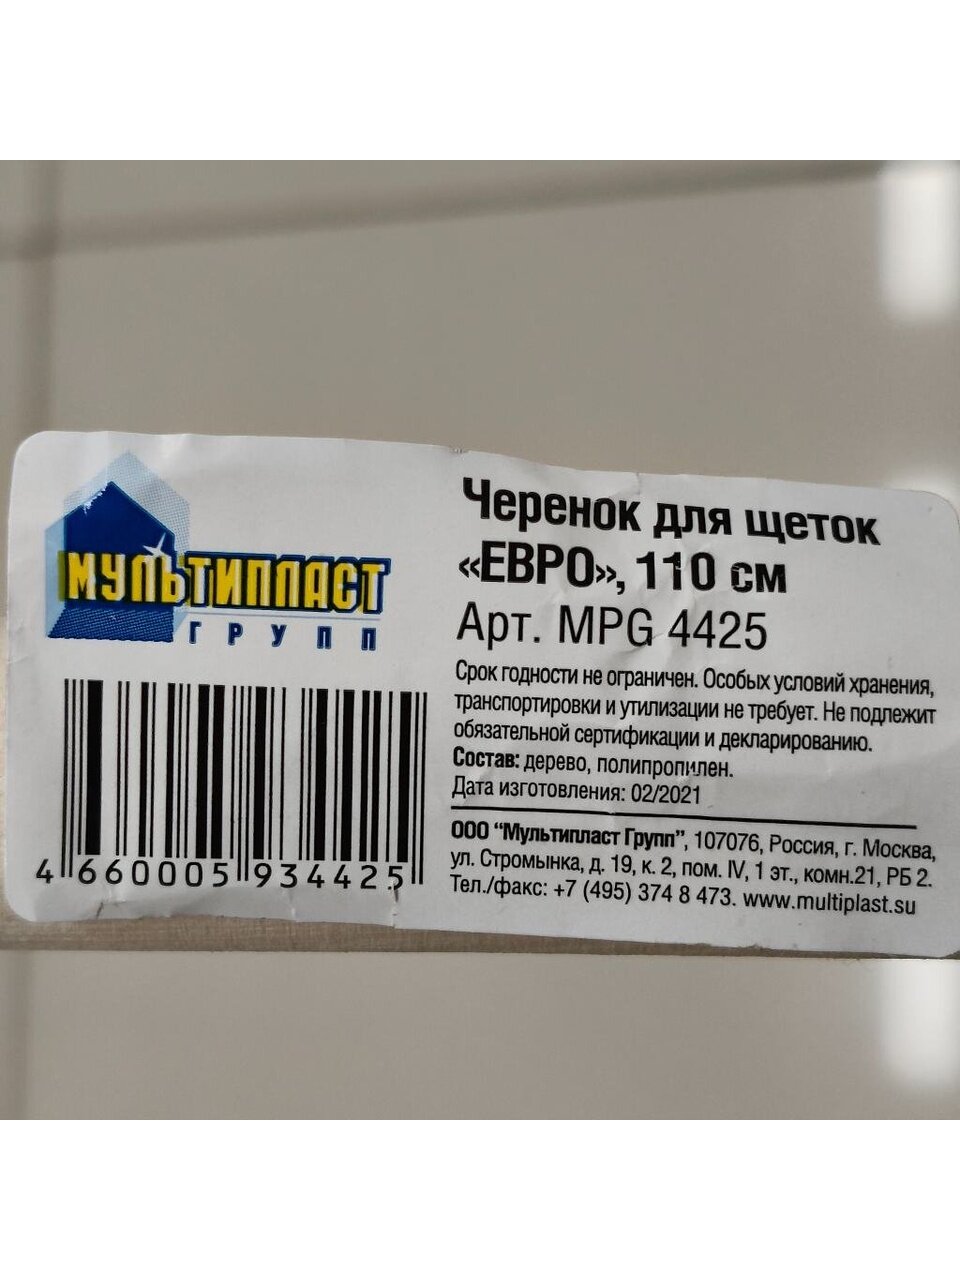 МУЛЬТИПЛАСТ
ГРУПП
4 660005 934425
Черенок для щеток
«ЕВРО», 110 см
Арт. MPG 4425
Срок годности не ограничен. Особых условий хранения,
транспортировки и утилизации не требует. Не подлежит
обязательной сертификации и декларированию.
Состав: дерево, полипропилен.
Дата изготовления: 02/2021
ООО "Мультипласт Групп", 107076, Россия, г. Москва,
ул. Стромынка, д. 19, к. 2, пом. IV, 1 эт., комн.21, РБ 2.
Тел./факс: +7 (495) 374 8 473. www.multiplast.su